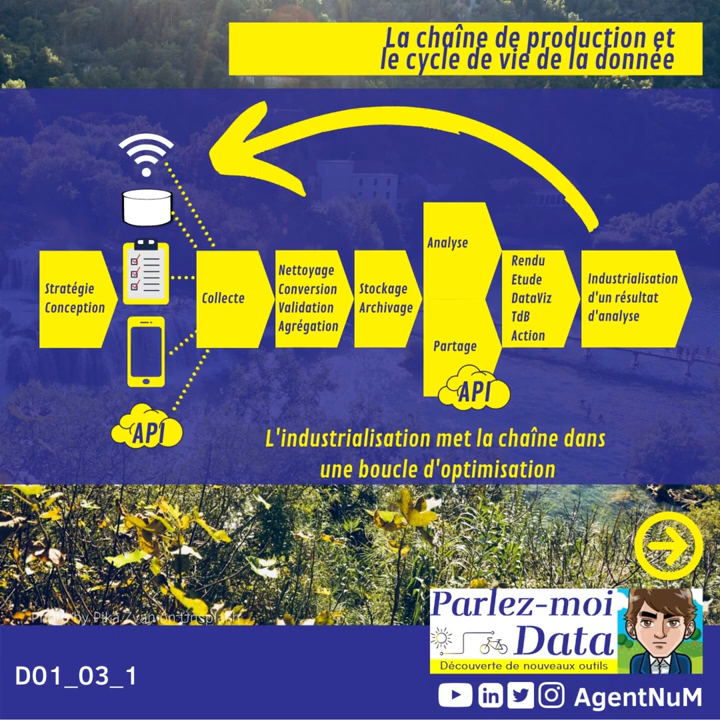 La chaîne de production et
le cycle de vie de la donnée
Stratégie
Conception
API
Collecte
Nettoyage
Conversion
Validation
Agrégation
Stockage
Archivage
Analyse
Partage
API
Rendu
Etude
DataViz
TdB
Action
Industrialisation
d'un résultat
d'analyse
L'industrialisation met la chaîne dans
une boucle d'optimisation
Parlez-moi
Data
Découverte de nouveaux outils
D01_03_1
in
AgentNuM